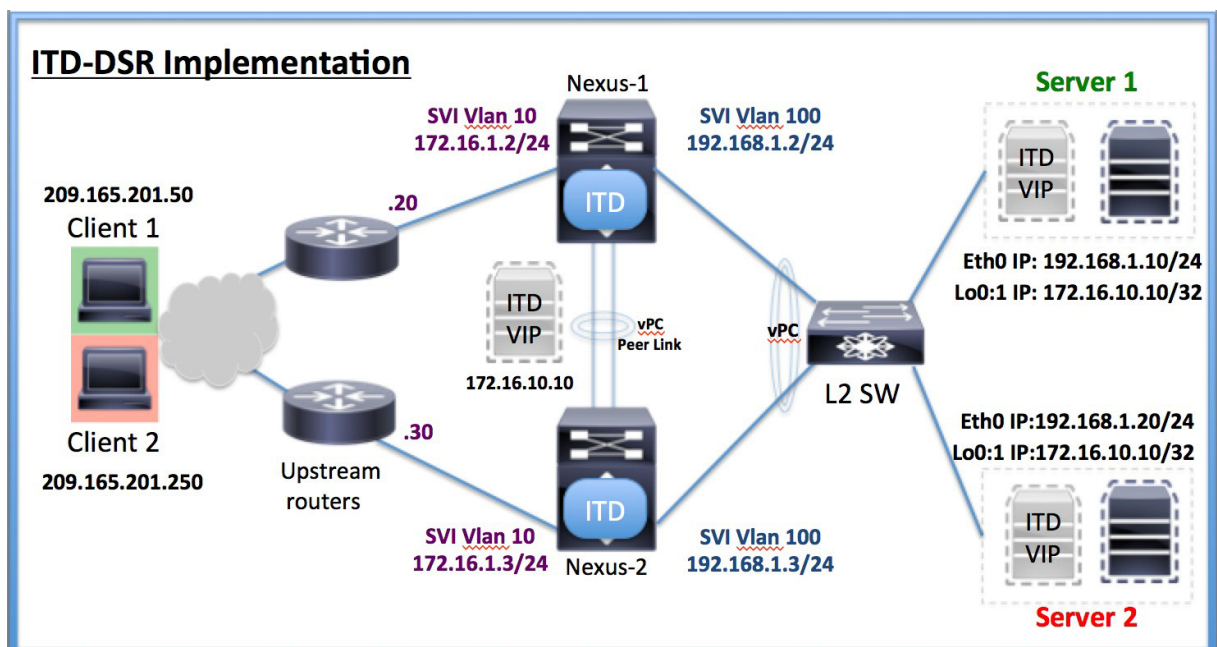 ITD-DSR Implementation
Nexus-1
SVI Vlan 10
172.16.1.2/24
SVI Vlan 100
192.168.1.2/24
Server 1
ITD
VIP
Eth0 IP: 192.168.1.10/24
Lo0:1 IP: 172.16.10.10/32
209.165.201.50
Client 1
.20
ITD
ITD
VIP
172.16.10.10
vPC
Peer Link
vPC
L2 SW
Client 2
209.165.201.250
.30
Upstream
routers
ITD
SVI Vlan 10
172.16.1.3/24
Nexus-2
SVI Vlan 100
192.168.1.3/24
Eth0 IP:192.168.1.20/24
Lo0:1 IP:172.16.10.10/32
ITD
VIP
Server 2